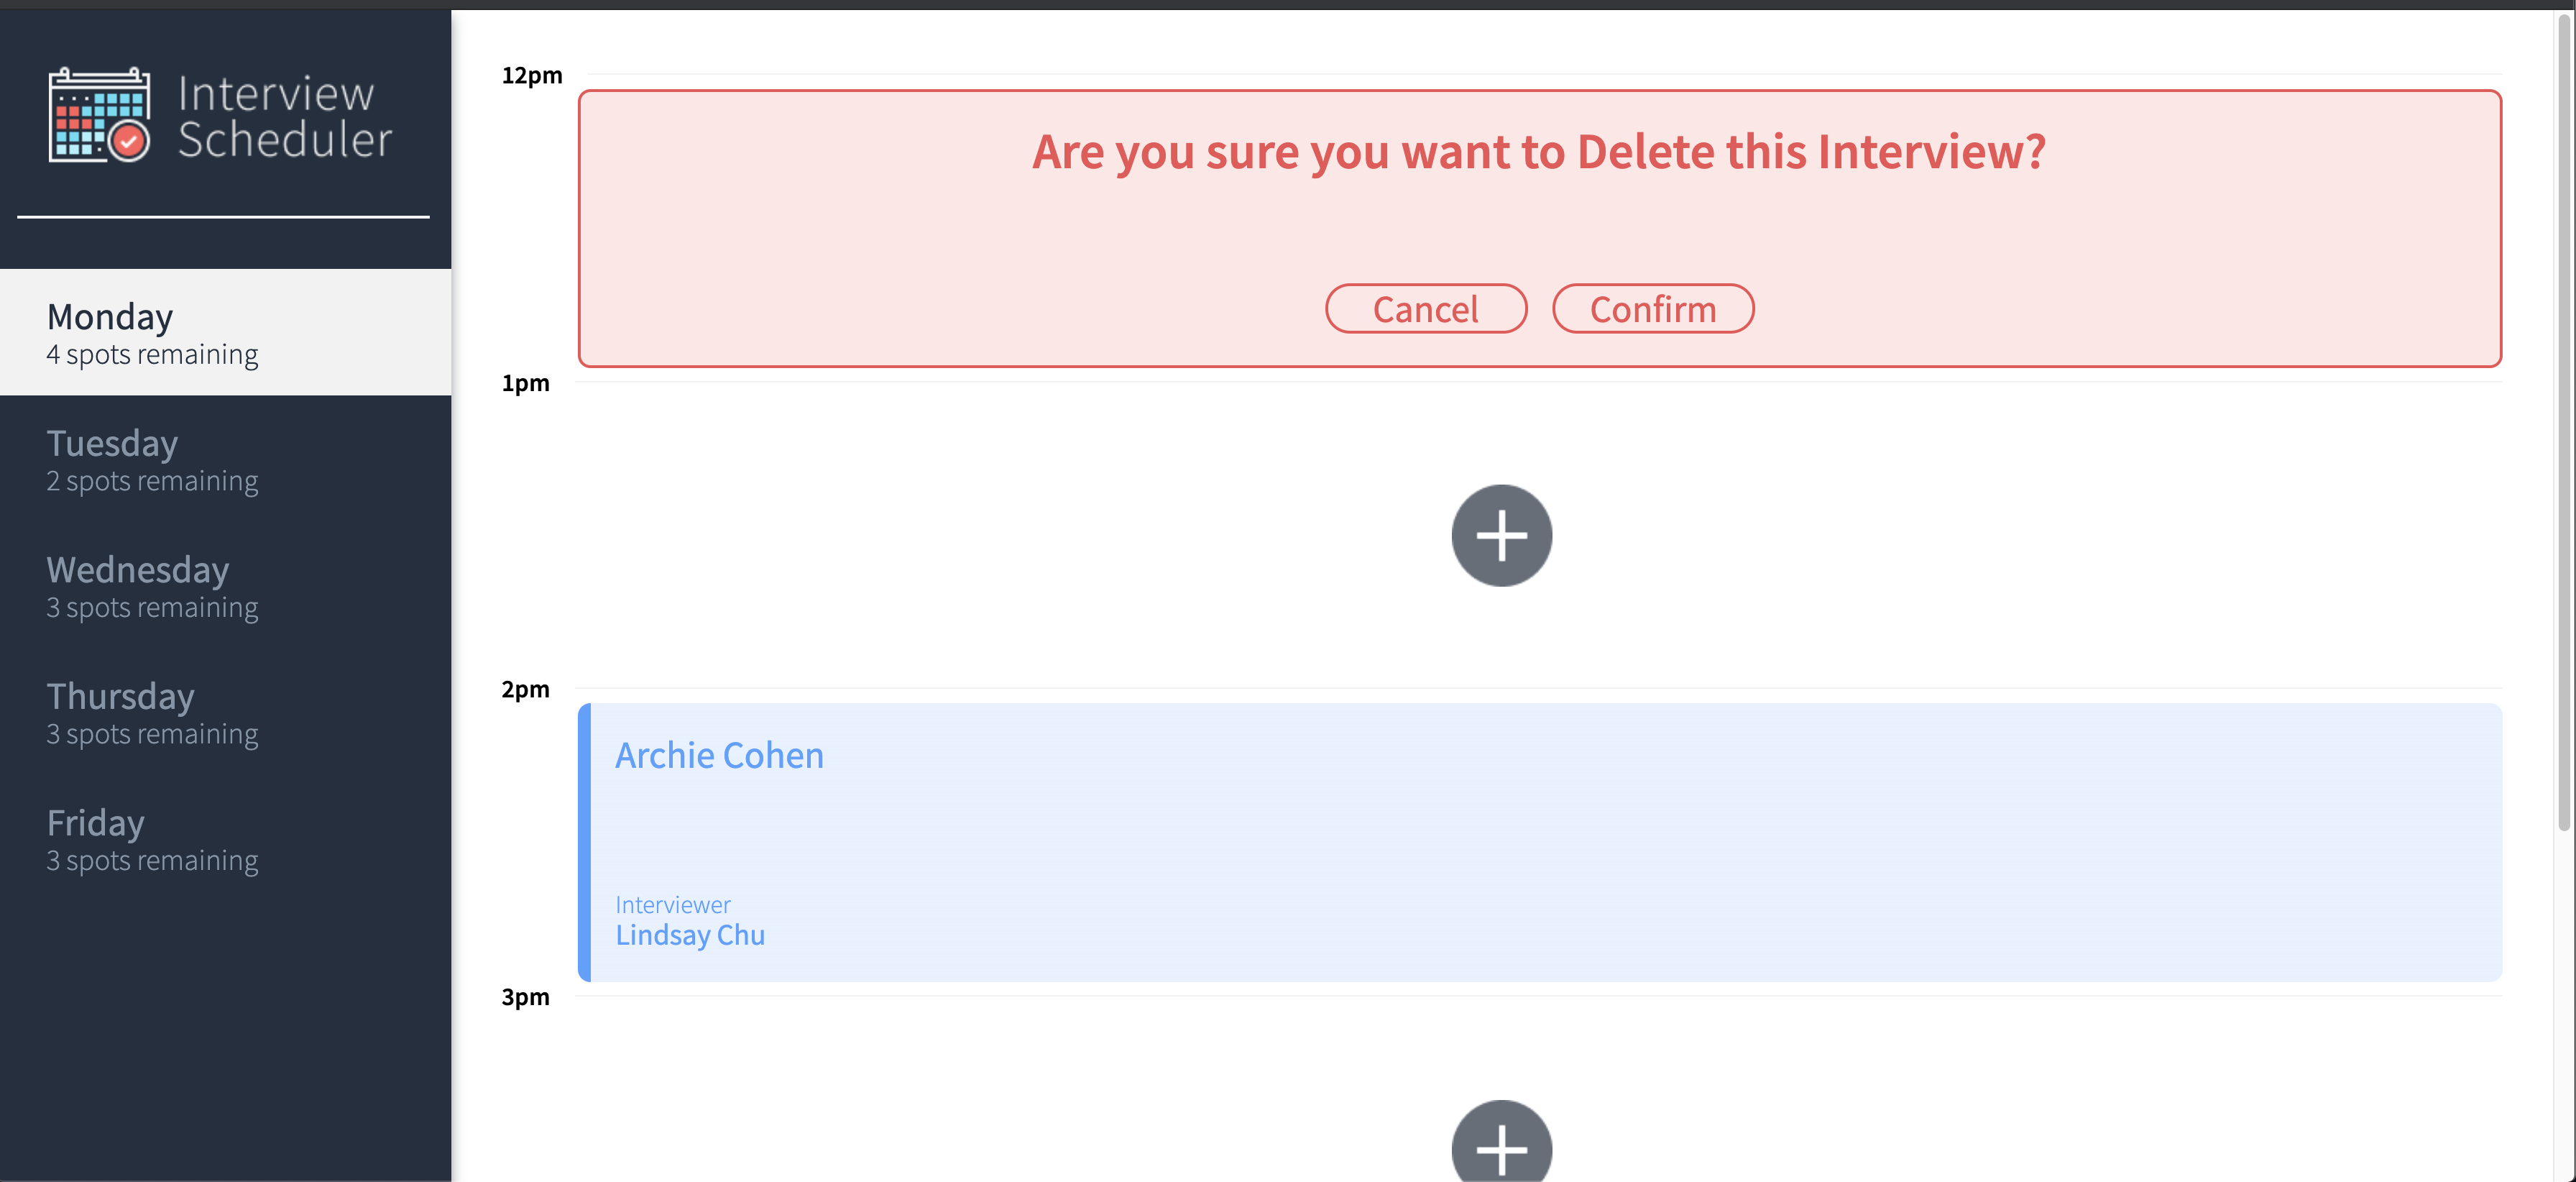 Interview
Scheduler
Monday
4 spots remaining
Tuesday
2 spots remaining
Wednesday
3 spots remaining
Thursday
3 spots remaining
Friday
3 spots remaining
12pm
Are you sure you want to Delete this Interview?
Cancel Confirm
1pm
2pm
Archie Cohen
Interviewer
Lindsay Chu
3pm